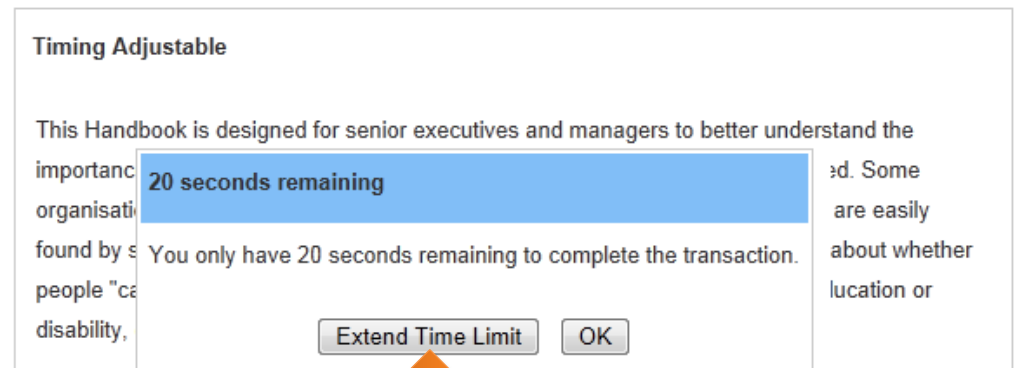 Timing Adjustable
This Handbook is designed for senior executives and managers to better understand the
importanc ed. Some
20 seconds remaining
organisati are easily
found by s about whether
You only have 20 seconds remaining to complete the transaction.
people "ca lucation or
disability,
Extend Time Limit OK